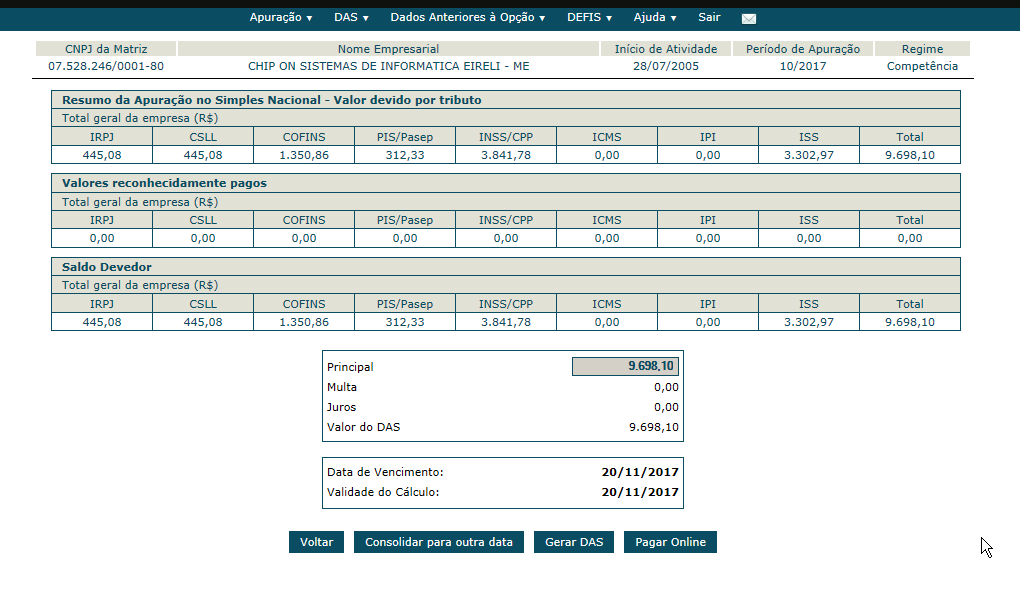 Apuração ▾ DAS ▾ Dados Anteriores à Opção ▾ DEFIS ▾ Ajuda ▾ Sair
CNPJ da Matriz Nome Empresarial Início de Atividade Período de Apuração Regime
07.528.246/0001-80 CHIP ON SISTEMAS DE INFORMATICA EIRELI - ME 28/07/2005 10/2017 Competência
Resumo da Apuração no Simples Nacional - Valor devido por tributo
Total geral da empresa (R$)
IRPJ CSLL COFINS PIS/Pasep INSS/CPP ICMS IPI ISS Total
445,08 445,08 1.350,86 312,33 3.841,78 0,00 0,00 3.302,97 9.698,10
Valores reconhecidamente pagos
Total geral da empresa (R$)
IRPJ CSLL COFINS PIS/Pasep INSS/CPP ICMS IPI ISS Total
0,00 0,00 0,00 0,00 0,00 0,00 0,00 0,00 0,00
Saldo Devedor
Total geral da empresa (R$)
IRPJ CSLL COFINS PIS/Pasep INSS/CPP ICMS IPI ISS Total
445,08 445,08 1.350,86 312,33 3.841,78 0,00 0,00 3.302,97 9.698,10
Principal 9.698,10
Multa 0,00
Juros 0,00
Valor do DAS 9.698,10
Data de Vencimento: 20/11/2017
Validade do Cálculo: 20/11/2017
Voltar Consolidar para outra data Gerar DAS Pagar Online